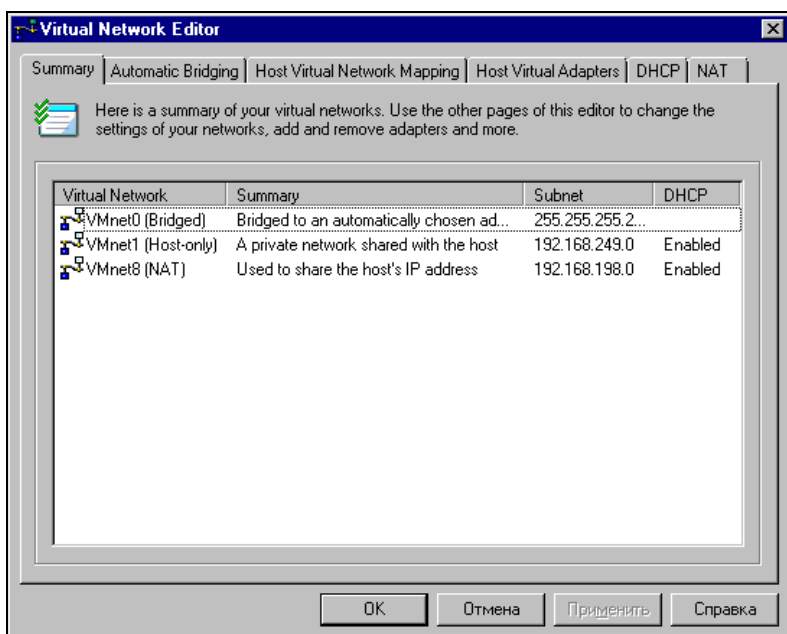 Virtual Network Editor
Summary Automatic Bridging Host Virtual Network Mapping Host Virtual Adapters DHCP NAT
Here is a summary of your virtual networks. Use the other pages of this editor to change the
settings of your networks, add and remove adapters and more.
Virtual Network Summary Subnet DHCP
VMnet0 (Bridged) Bridged to an automatically chosen ad... 255.255.255.2...
VMnet1 (Host-only) A private network shared with the host 192.168.249.0 Enabled
VMnet8 (NAT) Used to share the host's IP address 192.168.198.0 Enabled
OK Отмена Применить Справка